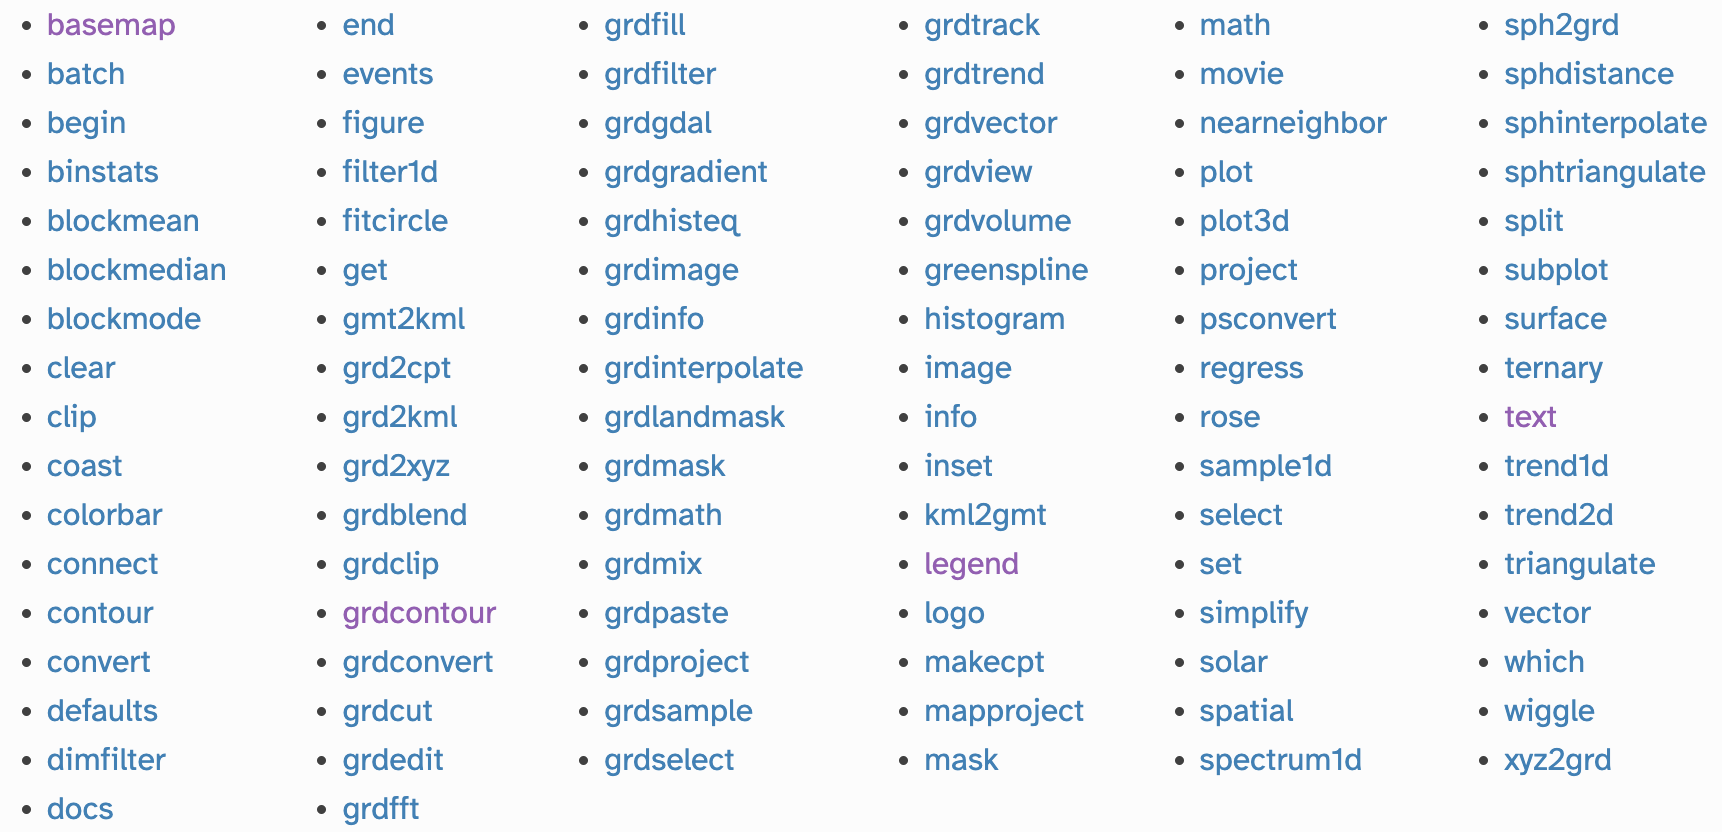 basemap
batch
begin
binstats
blockmean
blockmedian
blockmode
clear
clip
coast
colorbar
connect
contour
convert
defaults
dimfilter
docs
end
events
figure
filter1d
fitcircle
get
gmt2kml
grd2cpt
grd2kml
grd2xyz
grdblend
grdclip
grdcontour
grdconvert
grdcut
grdedit
grdfft
grdfill
grdfilter
grdgdal
grdgradient
grdhisteq
grdimage
grdinfo
grdinterpolate
grdlandmask
grdmask
grdmath
grdmix
grdpaste
grdproject
grdsample
grdselect
grdtrack
grdtrend
grdvector
grdview
grdvolume
greenspline
histogram
image
info
inset
kml2gmt
legend
logo
makecpt
mapproject
mask
math
movie
nearneighbor
plot
plot3d
project
psconvert
regress
rose
sample1d
select
set
simplify
solar
spatial
spectrum1d
sph2grd
sphdistance
sphinterpolate
sphtriangulate
split
subplot
surface
ternary
text
trend1d
trend2d
triangulate
vector
which
wiggle
xyz2grd